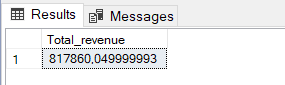 Results Messages
Total_revenue
1 817860,049999993